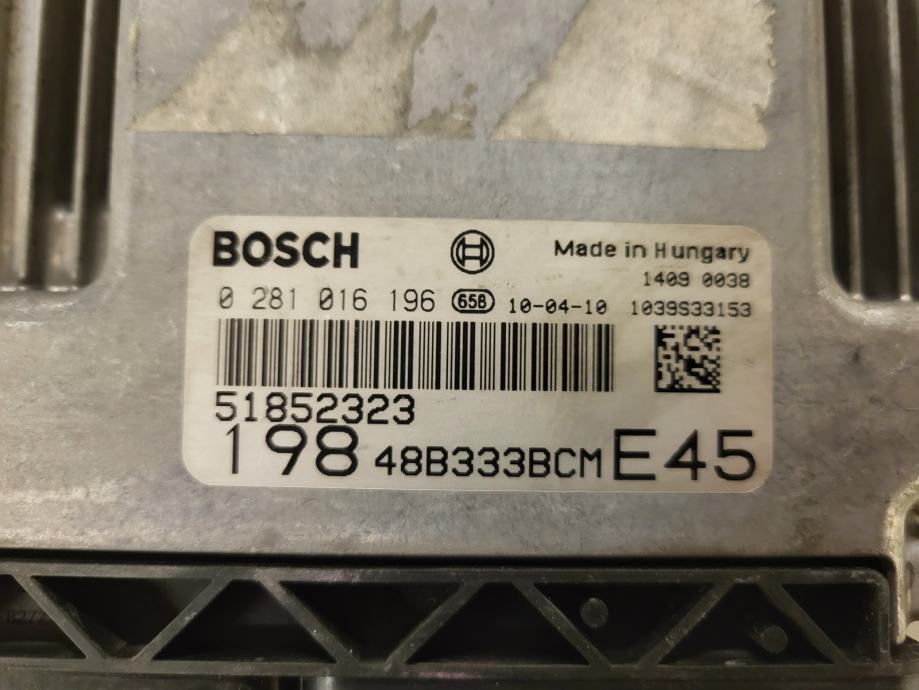 BOSCH Made in Hungary
1409 0038
0 281 016 196 658 10-04-10 1039S33153
51852323
198 48B333BCM E45